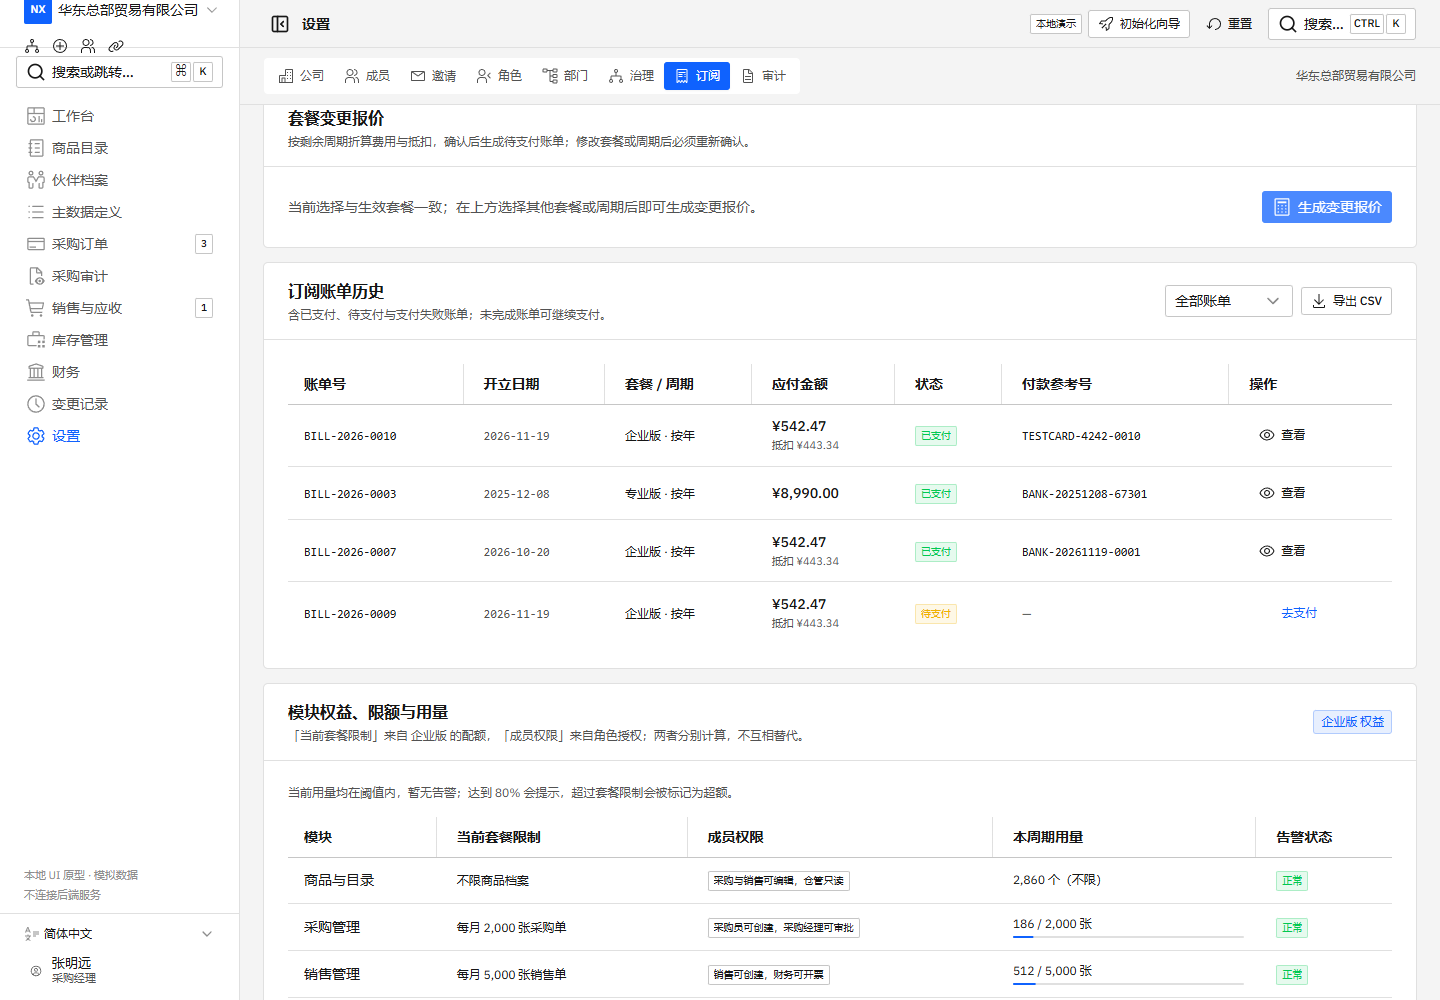 NX 华东总部贸易有限公司
搜索或跳转... ⌘ K
工作台
商品目录
伙伴档案
主数据定义
采购订单 3
采购审计
销售与应收 1
库存管理
财务
变更记录
设置
本地 UI 原型 · 模拟数据
不连接后端服务
简体中文
张明远
采购经理
设置
本地演示 初始化向导 重置 搜索... CTRL K
公司 成员 邀请 角色 部门 治理 订阅 审计 华东总部贸易有限公司
套餐变更报价
按剩余周期折算费用与抵扣，确认后生成待支付账单；修改套餐或周期后必须重新确认。
当前选择与生效套餐一致；在上方选择其他套餐或周期后即可生成变更报价。 生成变更报价
订阅账单历史
含已支付、待支付与支付失败账单；未完成账单可继续支付。
全部账单 导出 CSV
账单号 开立日期 套餐 / 周期 应付金额 状态 付款参考号 操作
BILL-2026-0010 2026-11-19 企业版 · 按年 ¥542.47 已支付 TESTCARD-4242-0010 查看
抵扣 ¥443.34
BILL-2026-0003 2025-12-08 专业版 · 按年 ¥8,990.00 已支付 BANK-20251208-67301 查看
BILL-2026-0007 2026-10-20 企业版 · 按年 ¥542.47 已支付 BANK-20261119-0001 查看
抵扣 ¥443.34
BILL-2026-0009 2026-11-19 企业版 · 按年 ¥542.47 待支付 — 去支付
抵扣 ¥443.34
模块权益、限额与用量
「当前套餐限制」来自 企业版 的配额，「成员权限」来自角色授权；两者分别计算，不互相替代。
企业版 权益
当前用量均在阈值内，暂无告警；达到 80% 会提示，超过套餐限制会被标记为超额。
模块 当前套餐限制 成员权限 本周期用量 告警状态
商品与目录 不限商品档案 采购与销售可编辑，仓管只读 2,860 个（不限） 正常
采购管理 每月 2,000 张采购单 采购员可创建，采购经理可审批 186 / 2,000 张 正常
销售管理 每月 5,000 张销售单 销售可创建，财务可开票 512 / 5,000 张 正常